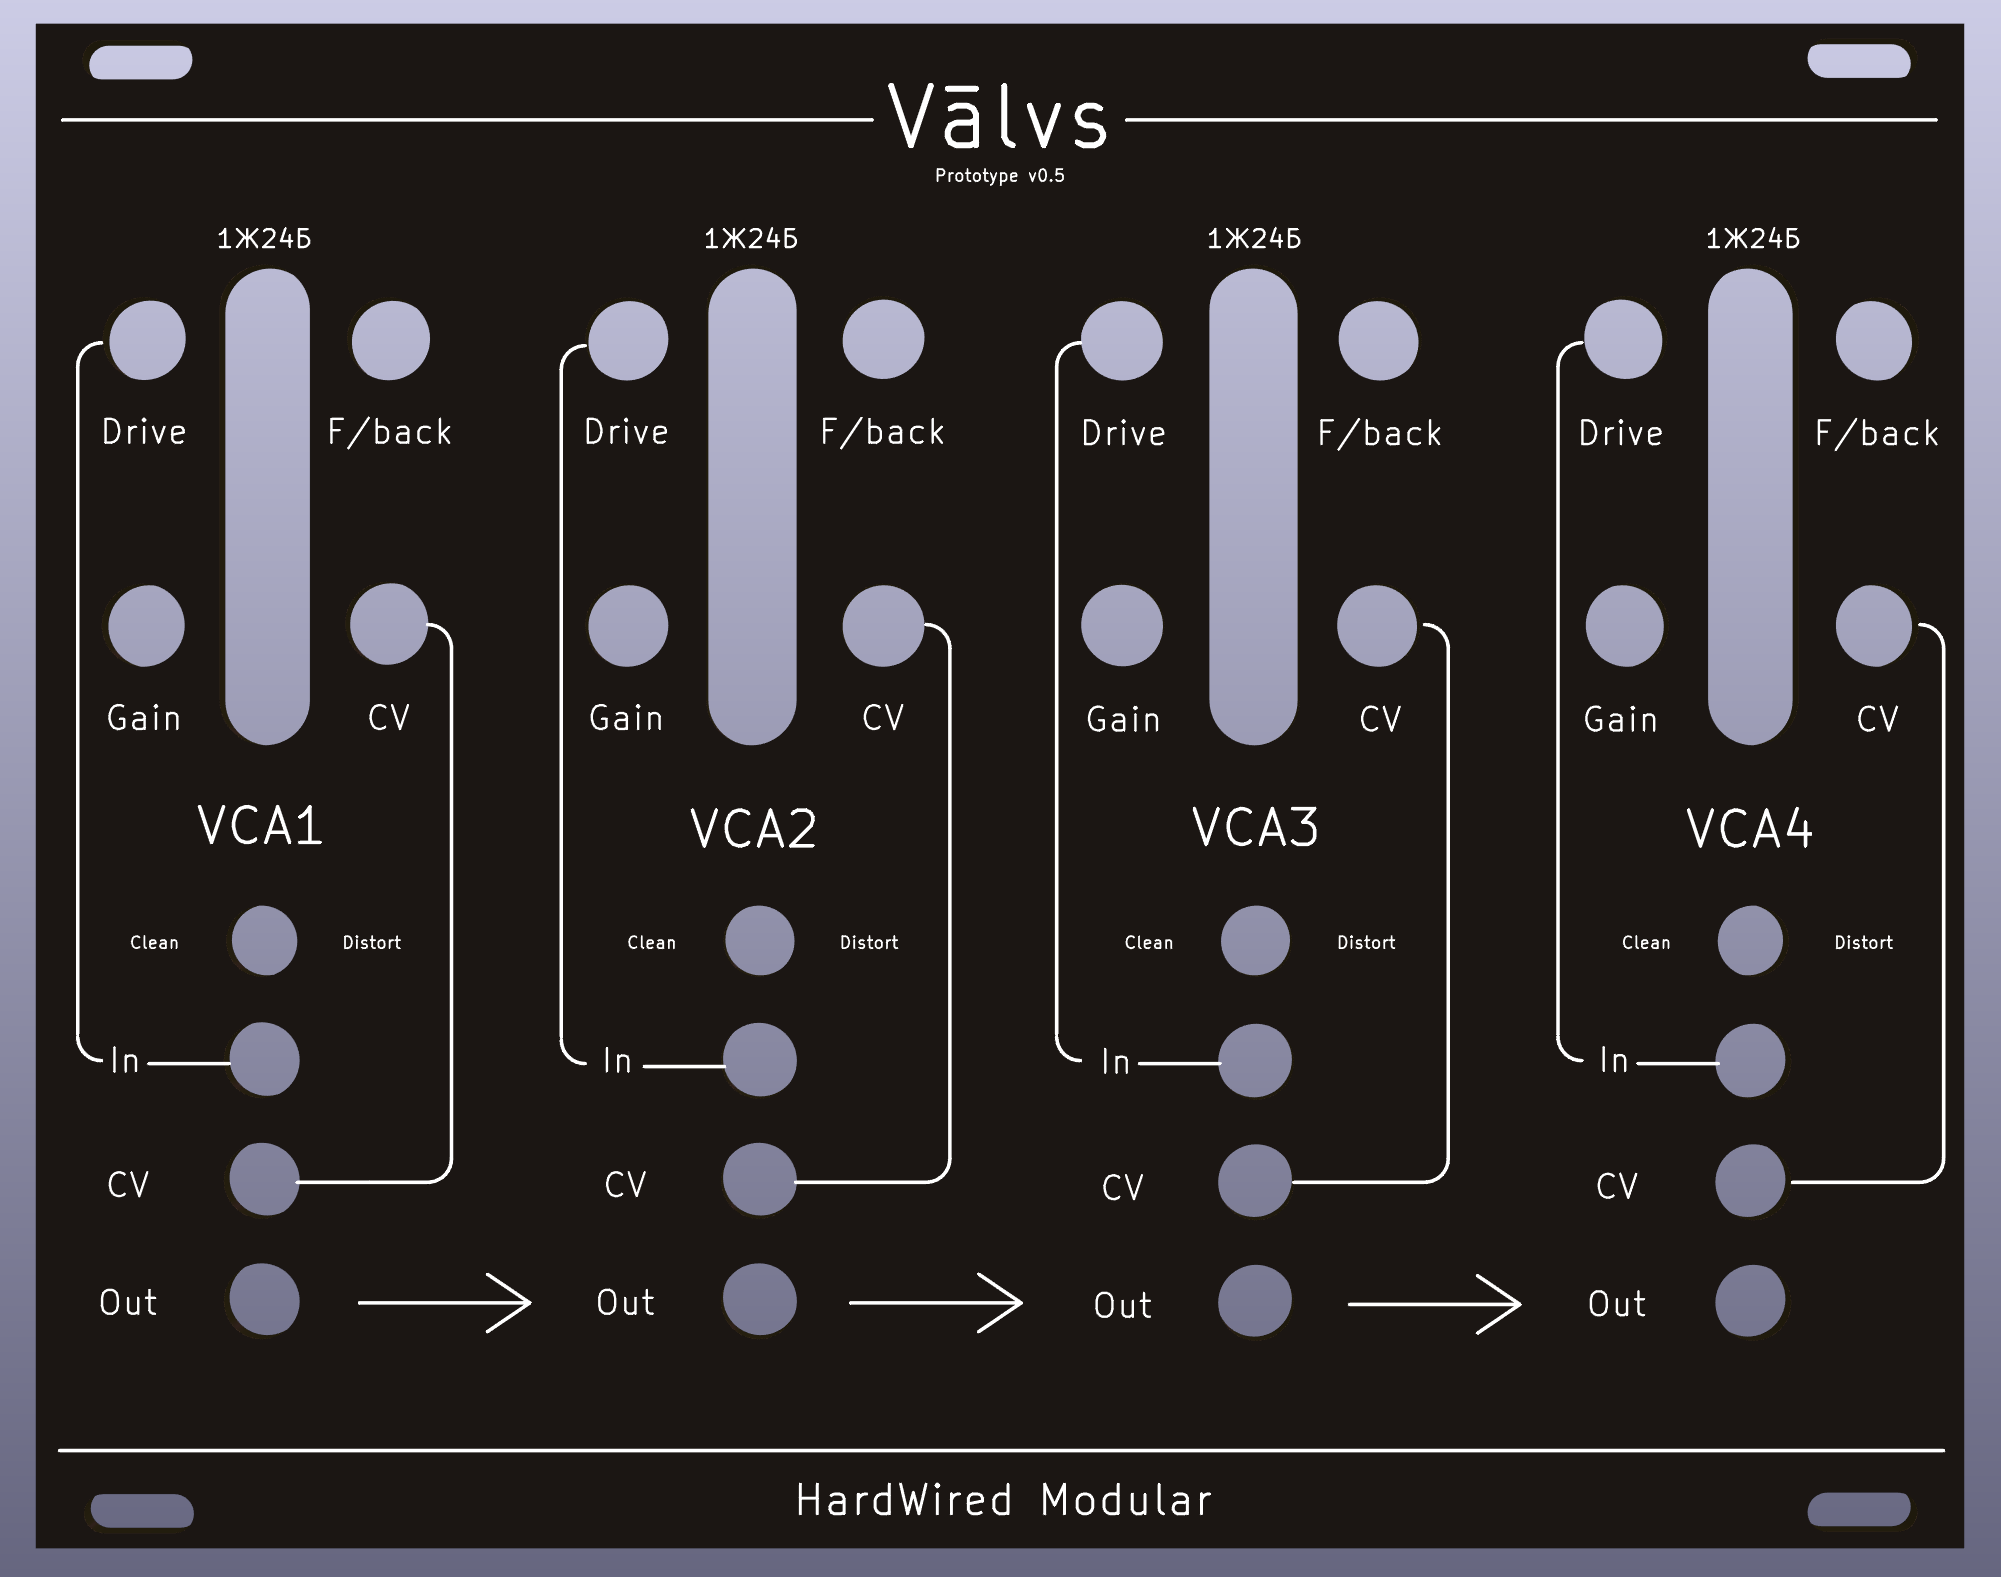 Vālvs
Prototype v0.5
1Ж24Б 1Ж24Б 1Ж24Б 1Ж24Б
Drive F/back Drive F/back Drive F/back Drive F/back
Gain CV Gain CV Gain CV Gain CV
VCA1 VCA2 VCA3 VCA4
Clean Distort Clean Distort Clean Distort Clean Distort
In In In In
CV CV CV CV
Out Out Out Out
HardWired Modular